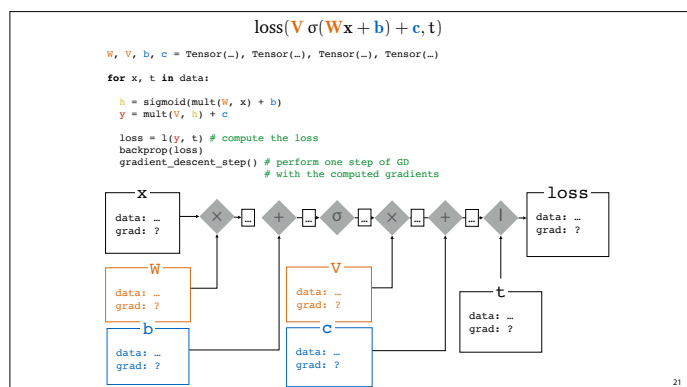 loss(V σ(Wx + b) + c, t)
W, V, b, c = Tensor(…), Tensor(…), Tensor(…), Tensor(…)
for x, t in data:
h = sigmoid(mult(W, x) + b)
y = mult(V, h) + c
loss = l(y, t) # compute the loss
backprop(loss)
gradient_descent_step() # perform one step of GD
# with the computed gradients
x
data: …
grad: ?
× … + … σ … × … + … l
loss
data: …
grad: ?
W
data: …
grad: ?
V
data: …
grad: ?
t
data: …
grad: ?
b
data: …
grad: ?
c
data: …
grad: ?
21